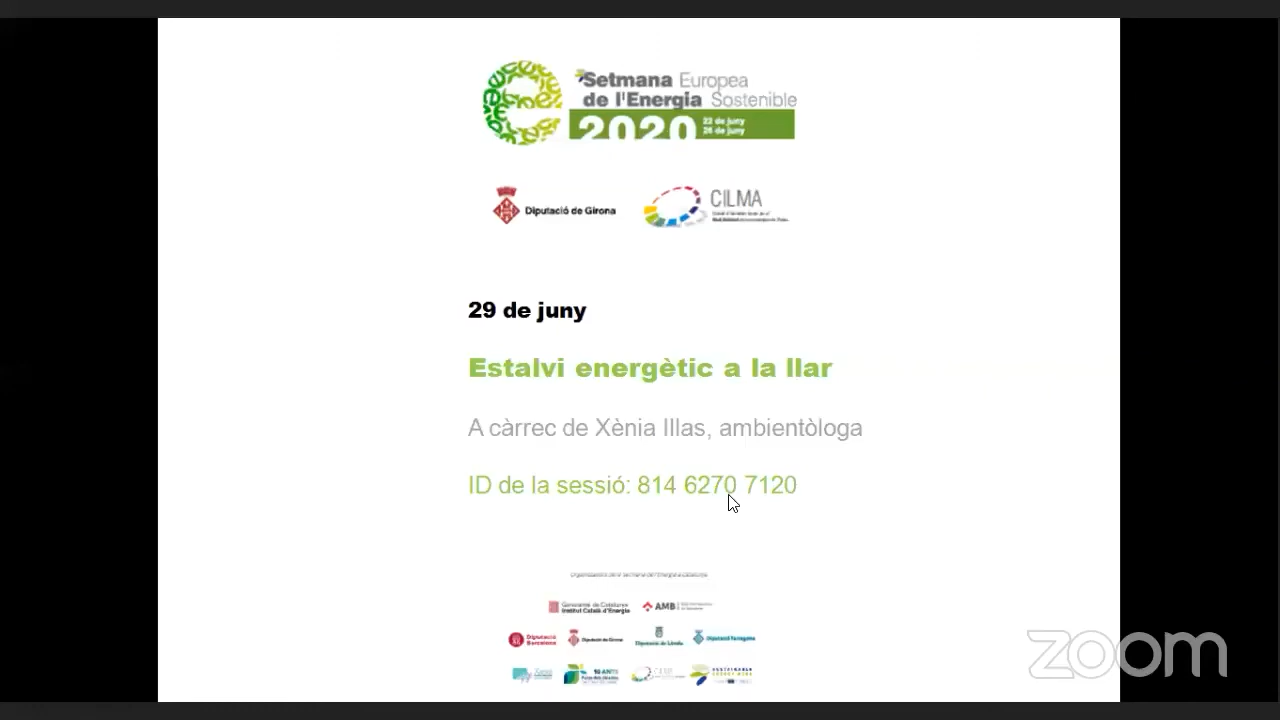 Setmana Europea
de l'Energia Sostenible
2020
22 de juny
26 de juny
Diputació de Girona
CILMA
29 de juny
Estalvi energètic a la llar
A càrrec de Xènia Illas, ambientòloga
ID de la sessió: 814 6270 7120
Generalitat de Catalunya
Institut Català d'Energia
AMB
Diputació
Barcelona
Diputació de Girona
Diputació de Lleida
Diputació Tarragona
zoom